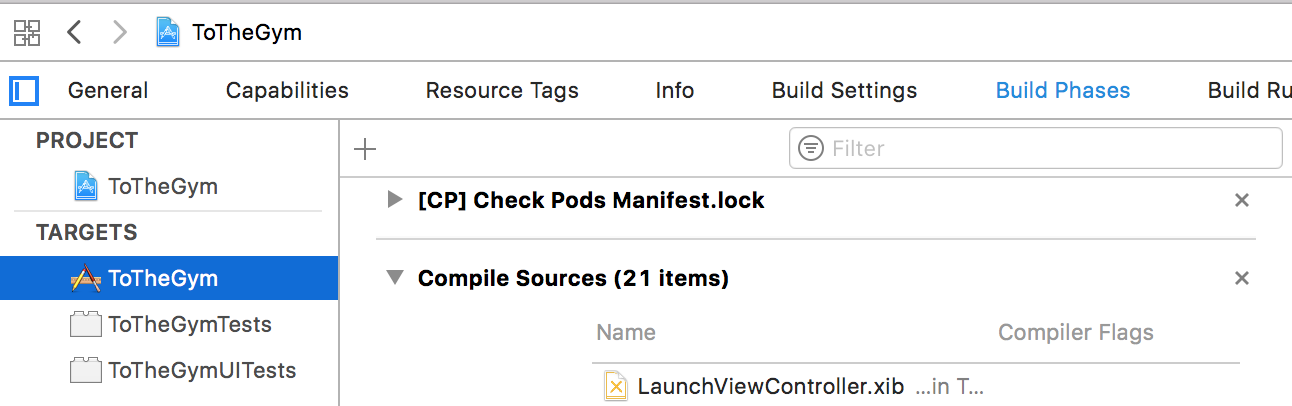 ToTheGym
General Capabilities Resource Tags Info Build Settings Build Phases Build Ru
PROJECT
ToTheGym
TARGETS
ToTheGym
ToTheGymTests
ToTheGymUITests
Filter
[CP] Check Pods Manifest.lock
Compile Sources (21 items)
Name Compiler Flags
LaunchViewController.xib ...in T...